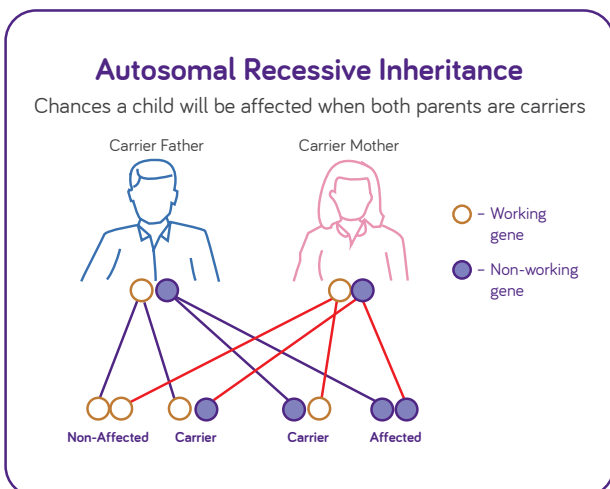 Autosomal Recessive Inheritance
Chances a child will be affected when both parents are carriers
Carrier Father
Carrier Mother
– Working
gene
– Non-working
gene
Non-Affected
Carrier
Carrier
Affected